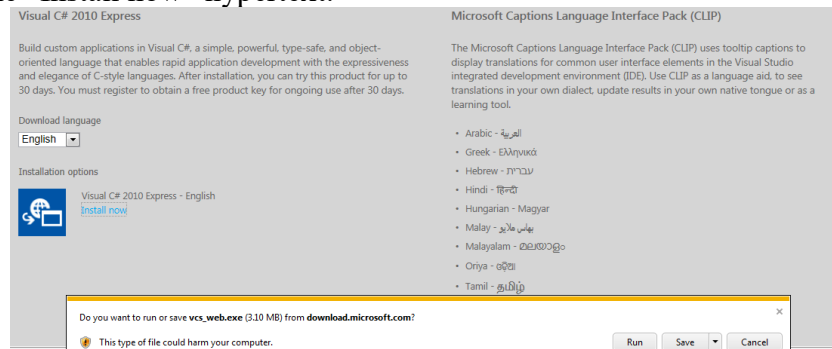 Visual C# 2010 Express
Build custom applications in Visual C#, a simple, powerful, type-safe, and object-
oriented language that enables rapid application development with the expressiveness
and elegance of C-style languages. After installation, you can try this product for up to
30 days. You must register to obtain a free product key for ongoing use after 30 days.
Download language
English
Installation options
Visual C# 2010 Express - English
Install now
Microsoft Captions Language Interface Pack (CLIP)
The Microsoft Captions Language Interface Pack (CLIP) uses tooltip captions to
display translations for common user interface elements in the Visual Studio
integrated development environment (IDE). Use CLIP as a language aid, to see
translations in your own dialect, update results in your own native tongue or as a
learning tool.
• Arabic - العربية
• Greek - Ελληνικά
• Hebrew - עברית
• Hindi - हिन्दी
• Hungarian - Magyar
• Malay - بهاس ملايو
• Malayalam - മലയാളം
• Oriya - ଓଡ଼ିଆ
• Tamil - தமிழ்
Do you want to run or save vcs_web.exe (3.10 MB) from download.microsoft.com?
This type of file could harm your computer.
Run Save Cancel